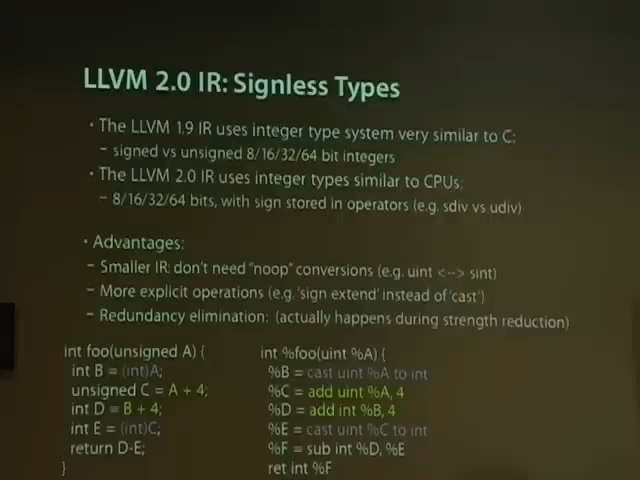 LLVM 2.0 IR: Signless Types
• The LLVM 1.9 IR uses integer type system very similar to C:
– signed vs unsigned 8/16/32/64 bit integers
• The LLVM 2.0 IR uses integer types similar to CPUs:
– 8/16/32/64 bits, with sign stored in operators (e.g. sdiv vs udiv)
• Advantages:
– Smaller IR: don't need "noop" conversions (e.g. uint <--> sint)
– More explicit operations (e.g. 'sign extend' instead of 'cast')
– Redundancy elimination: (actually happens during strength reduction)
int foo(unsigned A) {
int B = (int)A;
unsigned C = A + 4;
int D = B + 4;
int E = (int)C;
return D-E;
}
int %foo(uint %A) {
%B = cast uint %A to int
%C = add uint %A, 4
%D = add int %B, 4
%E = cast uint %C to int
%F = sub int %D, %E
ret int %F